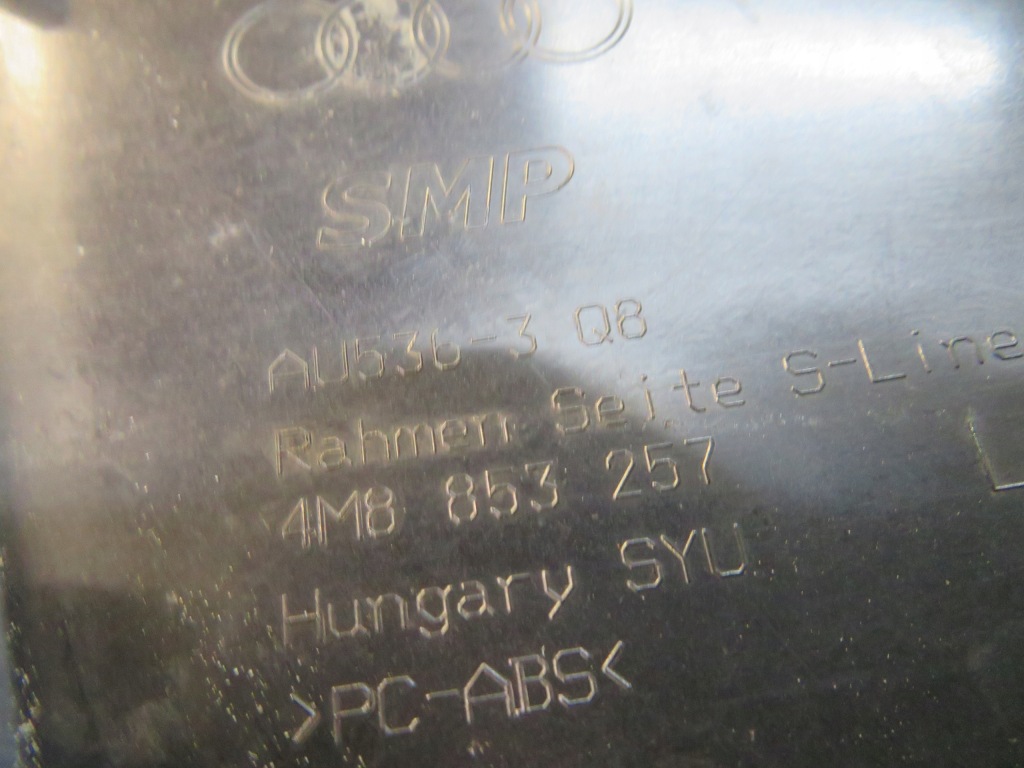 SMP
AU536-3 Q8
Rahmen Seite S-Line
4M8 853 257
Hungary SYU
>PC-ABS<